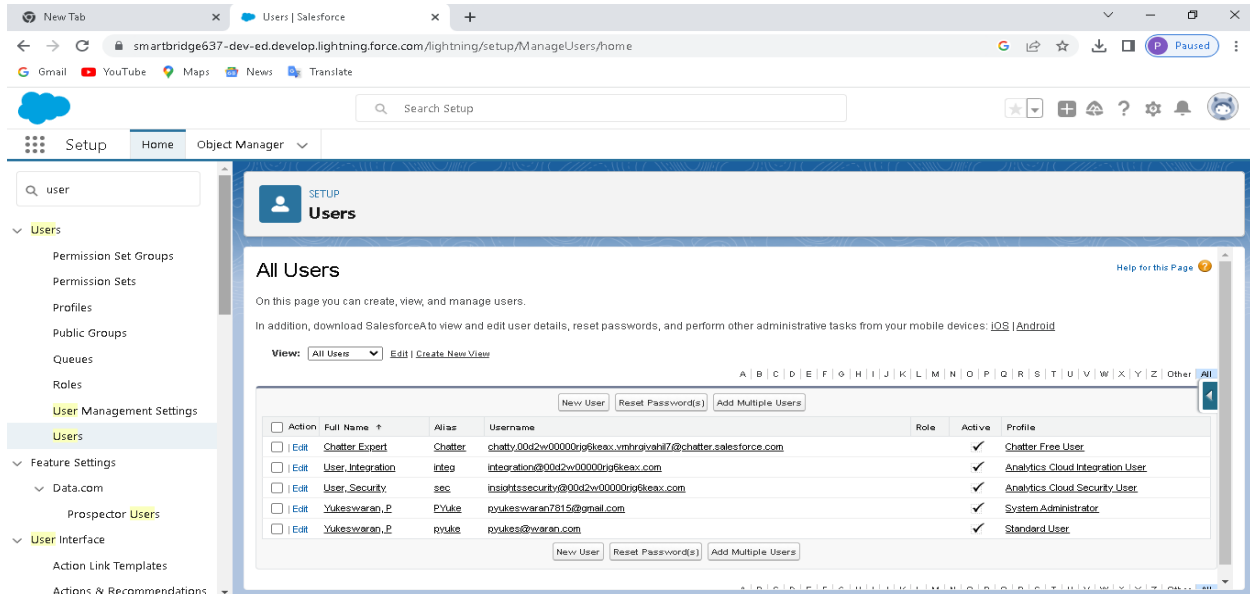 New Tab
Users | Salesforce
smartbridge637-dev-ed.develop.lightning.force.com/lightning/setup/ManageUsers/home
P Paused
Gmail YouTube Maps News Translate
Search Setup
Setup Home Object Manager
user
Users
Permission Set Groups
Permission Sets
Profiles
Public Groups
Queues
Roles
User Management Settings
Users
Feature Settings
Data.com
Prospector Users
User Interface
Action Link Templates
Actions & Recommendations
SETUP
Users
All Users
Help for this Page ?
On this page you can create, view, and manage users.
In addition, download SalesforceA to view and edit user details, reset passwords, and perform other administrative tasks from your mobile devices: iOS | Android
View: All Users Edit | Create New View
A | B | C | D | E | F | G | H | I | J | K | L | M | N | O | P | Q | R | S | T | U | V | W | X | Y | Z | Other All
New User Reset Password(s) Add Multiple Users
Action Full Name ↑ Alias Username Role Active Profile
| Edit Chatter Expert Chatter chatty.00d2w00000rjg6keax.vmhrqivahil7@chatter.salesforce.com ✓ Chatter Free User
| Edit User, Integration integ integration@00d2w00000rjg6keax.com ✓ Analytics Cloud Integration User
| Edit User, Security sec insightssecurity@00d2w00000rjg6keax.com ✓ Analytics Cloud Security User
| Edit Yukeswaran, P PYuke pyukeswaran7815@gmail.com ✓ System Administrator
| Edit Yukeswaran, P pyuke pyukes@waran.com ✓ Standard User
New User Reset Password(s) Add Multiple Users